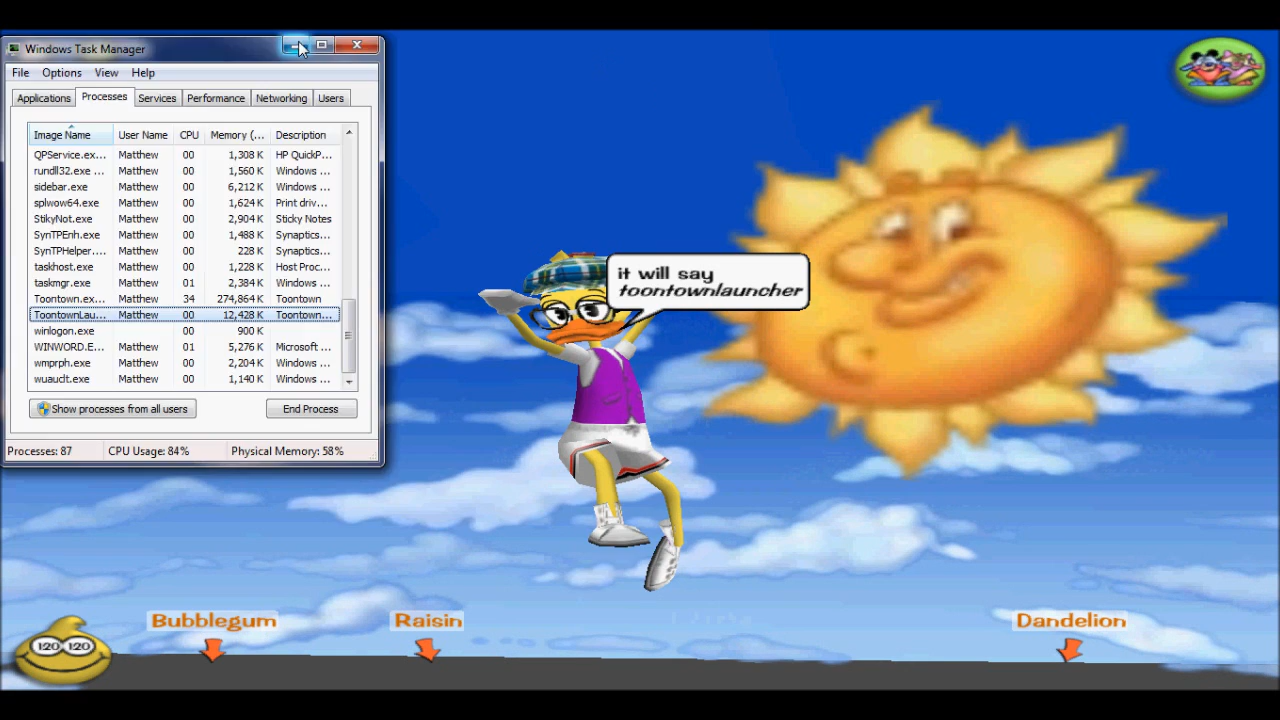 Windows Task Manager
File Options View Help
Applications Processes Services Performance Networking Users
Image Name User Name CPU Memory (... Description
QPService.ex... Matthew 00 1,308 K HP QuickP...
rundll32.exe ... Matthew 00 1,560 K Windows ...
sidebar.exe Matthew 00 6,212 K Windows ...
splwow64.exe Matthew 00 1,624 K Print driv...
StikyNot.exe Matthew 00 2,904 K Sticky Notes
SynTPEnh.exe Matthew 00 1,488 K Synaptics...
SynTPHelper.... Matthew 00 228 K Synaptics...
taskhost.exe Matthew 00 1,228 K Host Proc...
taskmgr.exe Matthew 01 2,384 K Windows ...
Toontown.ex... Matthew 34 274,864 K Toontown
ToontownLau... Matthew 00 12,428 K Toontown...
winlogon.exe 00 900 K
WINWORD.E... Matthew 01 5,276 K Microsoft ...
wmprph.exe Matthew 00 2,204 K Windows ...
wuauclt.exe Matthew 00 1,140 K Windows ...
Show processes from all users End Process
Processes: 87 CPU Usage: 84% Physical Memory: 58%
it will say
toontownlauncher
Bubblegum Raisin Dandelion
120 120